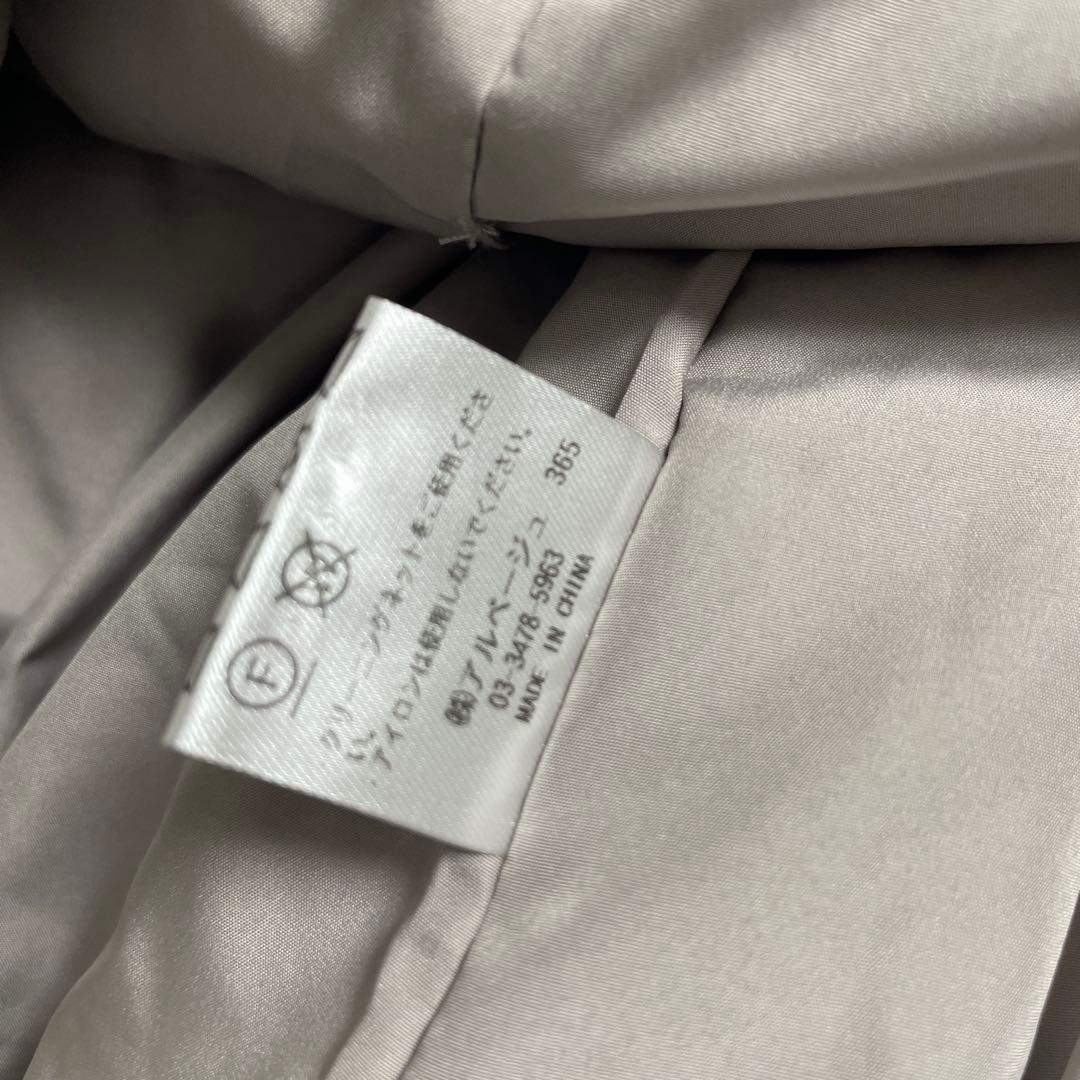 F
・クリーニングネットをご使用くださ
い。
・アイロンは使用しないでください。
㈱アルページュ 365
03-3478-5963
MADE IN CHINA